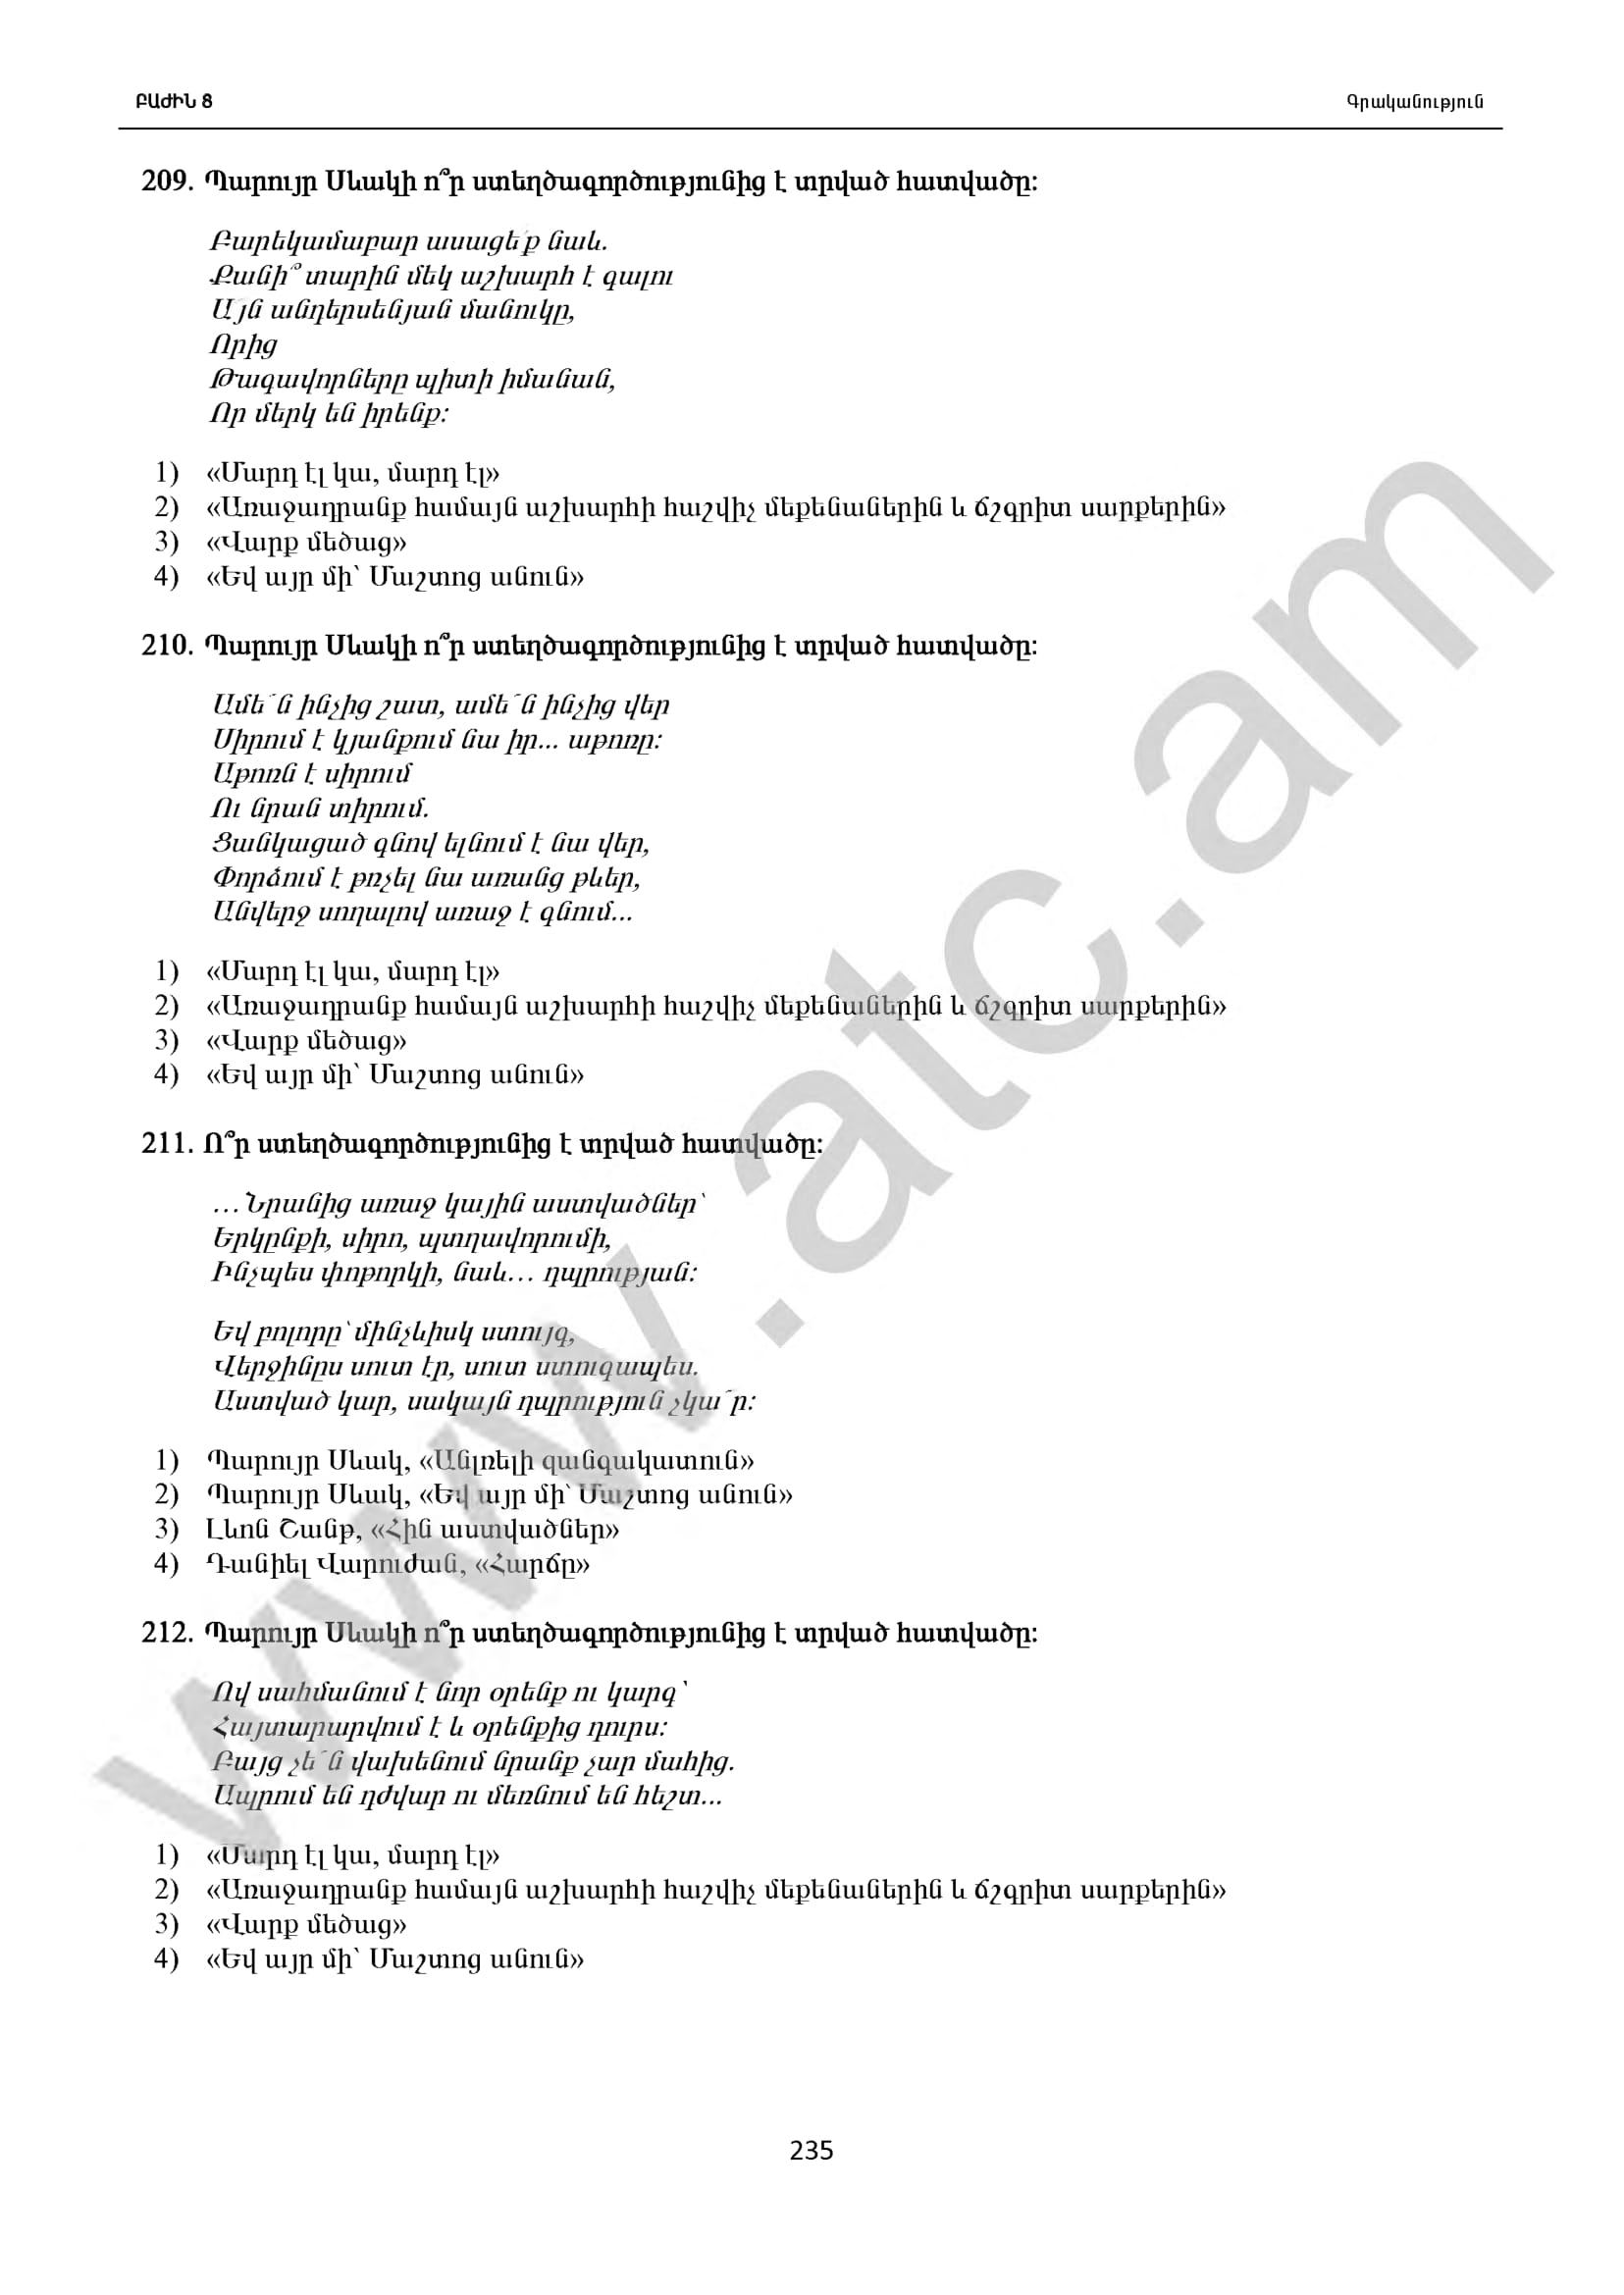 ԲԱԺԻՆ 8
Գրականություն
209. Պարույր Սևակի ո՞ր ստեղծագործությունից է տրված հատվածը:
Բարեկամաբար ասացե՛ք նաև.
Քանի՞ տարին մեկ աշխարհ է գալու
Այն անդերսենյան մանուկը,
Որից
Թագավորները պիտի իմանան,
Որ մերկ են իրենք:
1) «Մարդ էլ կա, մարդ էլ»
2) «Առաջադրանք համայն աշխարհի հաշվիչ մեքենաներին և ճշգրիտ սարքերին»
3) «Վարք մեծաց»
4) «Եվ այր մի՝ Մաշտոց անուն»
210. Պարույր Սևակի ո՞ր ստեղծագործությունից է տրված հատվածը:
Ամե՜ն ինչից շատ, ամե՜ն ինչից վեր
Սիրում է կյանքում նա իր... աթոռը:
Աթոռն է սիրում
Ու նրան տիրում.
Ցանկացած գնով ելնում է նա վեր,
Փորձում է թռչել նա առանց թևեր,
Անվերջ սողալով առաջ է գնում...
1) «Մարդ էլ կա, մարդ էլ»
2) «Առաջադրանք համայն աշխարհի հաշվիչ մեքենաներին և ճշգրիտ սարքերին»
3) «Վարք մեծաց»
4) «Եվ այր մի՝ Մաշտոց անուն»
211. Ո՞ր ստեղծագործությունից է տրված հատվածը:
...Նրանից առաջ կային աստվածներ՝
Երկընքի, սիրո, պտղավորումի,
Ինչպես փոթորկի, նաև... դպրության:
Եվ բոլորը՝ մինչևիսկ ստույգ,
Վերջինըս սուտ էր, սուտ ստուգապես.
Աստված կար, սակայն դպրություն չկա՜ր:
1) Պարույր Սևակ, «Անլռելի զանգակատուն»
2) Պարույր Սևակ, «Եվ այր մի՝ Մաշտոց անուն»
3) Լևոն Շանթ, «Հին աստվածներ»
4) Դանիել Վարուժան, «Հարճը»
212. Պարույր Սևակի ո՞ր ստեղծագործությունից է տրված հատվածը:
Ով սահմանում է նոր օրենք ու կարգ՝
Հայտարարվում է և օրենքից դուրս:
Բայց չե՜ն վախենում նրանք չար մահից.
Ապրում են դժվար ու մեռնում են հեշտ...
1) «Մարդ էլ կա, մարդ էլ»
2) «Առաջադրանք համայն աշխարհի հաշվիչ մեքենաներին և ճշգրիտ սարքերին»
3) «Վարք մեծաց»
4) «Եվ այր մի՝ Մաշտոց անուն»
235
www.atc.am